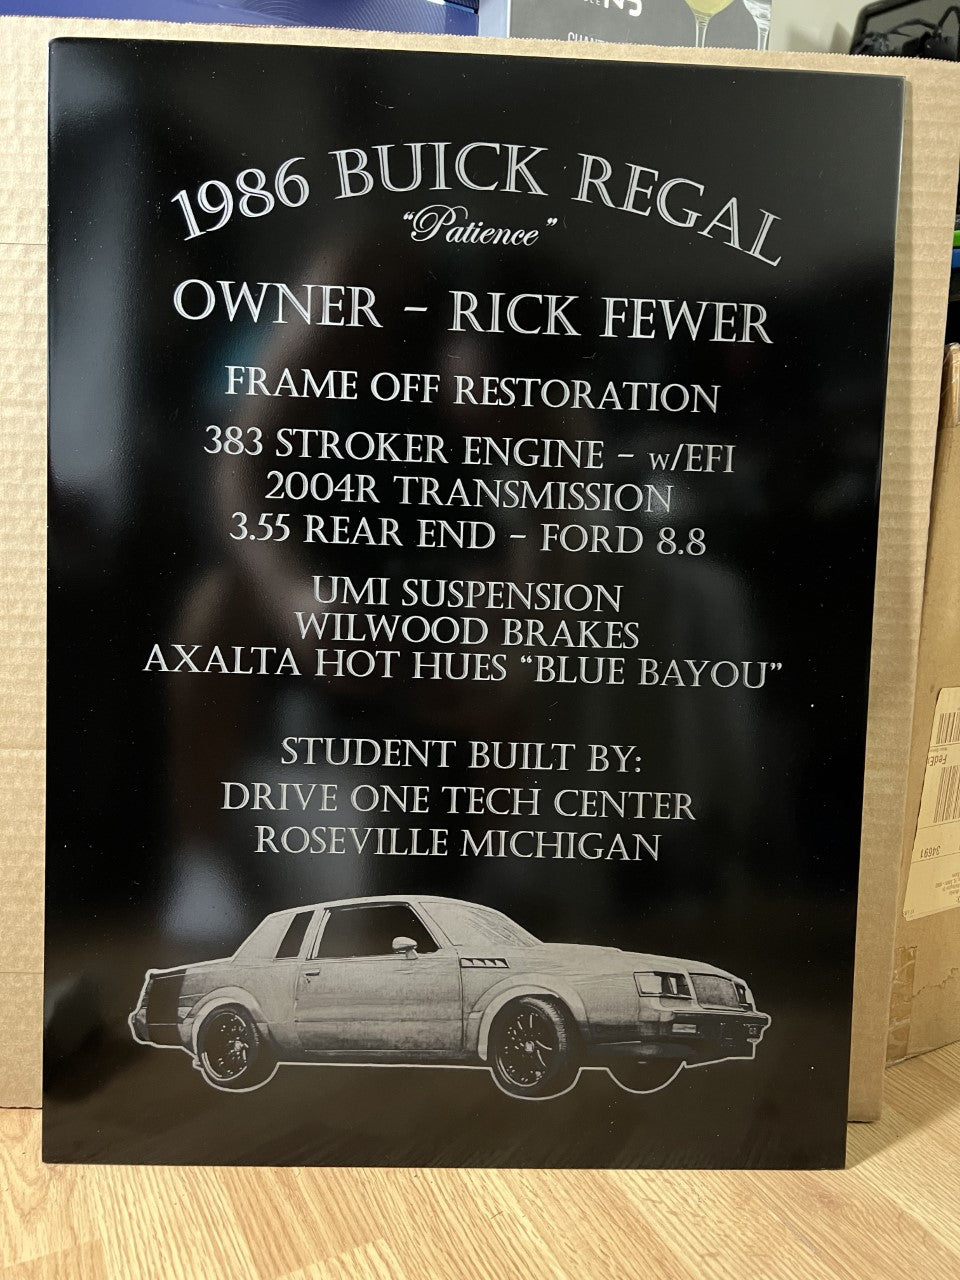 1986 BUICK REGAL
“Patience”
OWNER - RICK FEWER
FRAME OFF RESTORATION
383 STROKER ENGINE - w/EFI
2004R TRANSMISSION
3.55 REAR END - FORD 8.8
UMI SUSPENSION
WILWOOD BRAKES
AXALTA HOT HUES “BLUE BAYOU”
STUDENT BUILT BY:
DRIVE ONE TECH CENTER
ROSEVILLE MICHIGAN
FedEx
34691